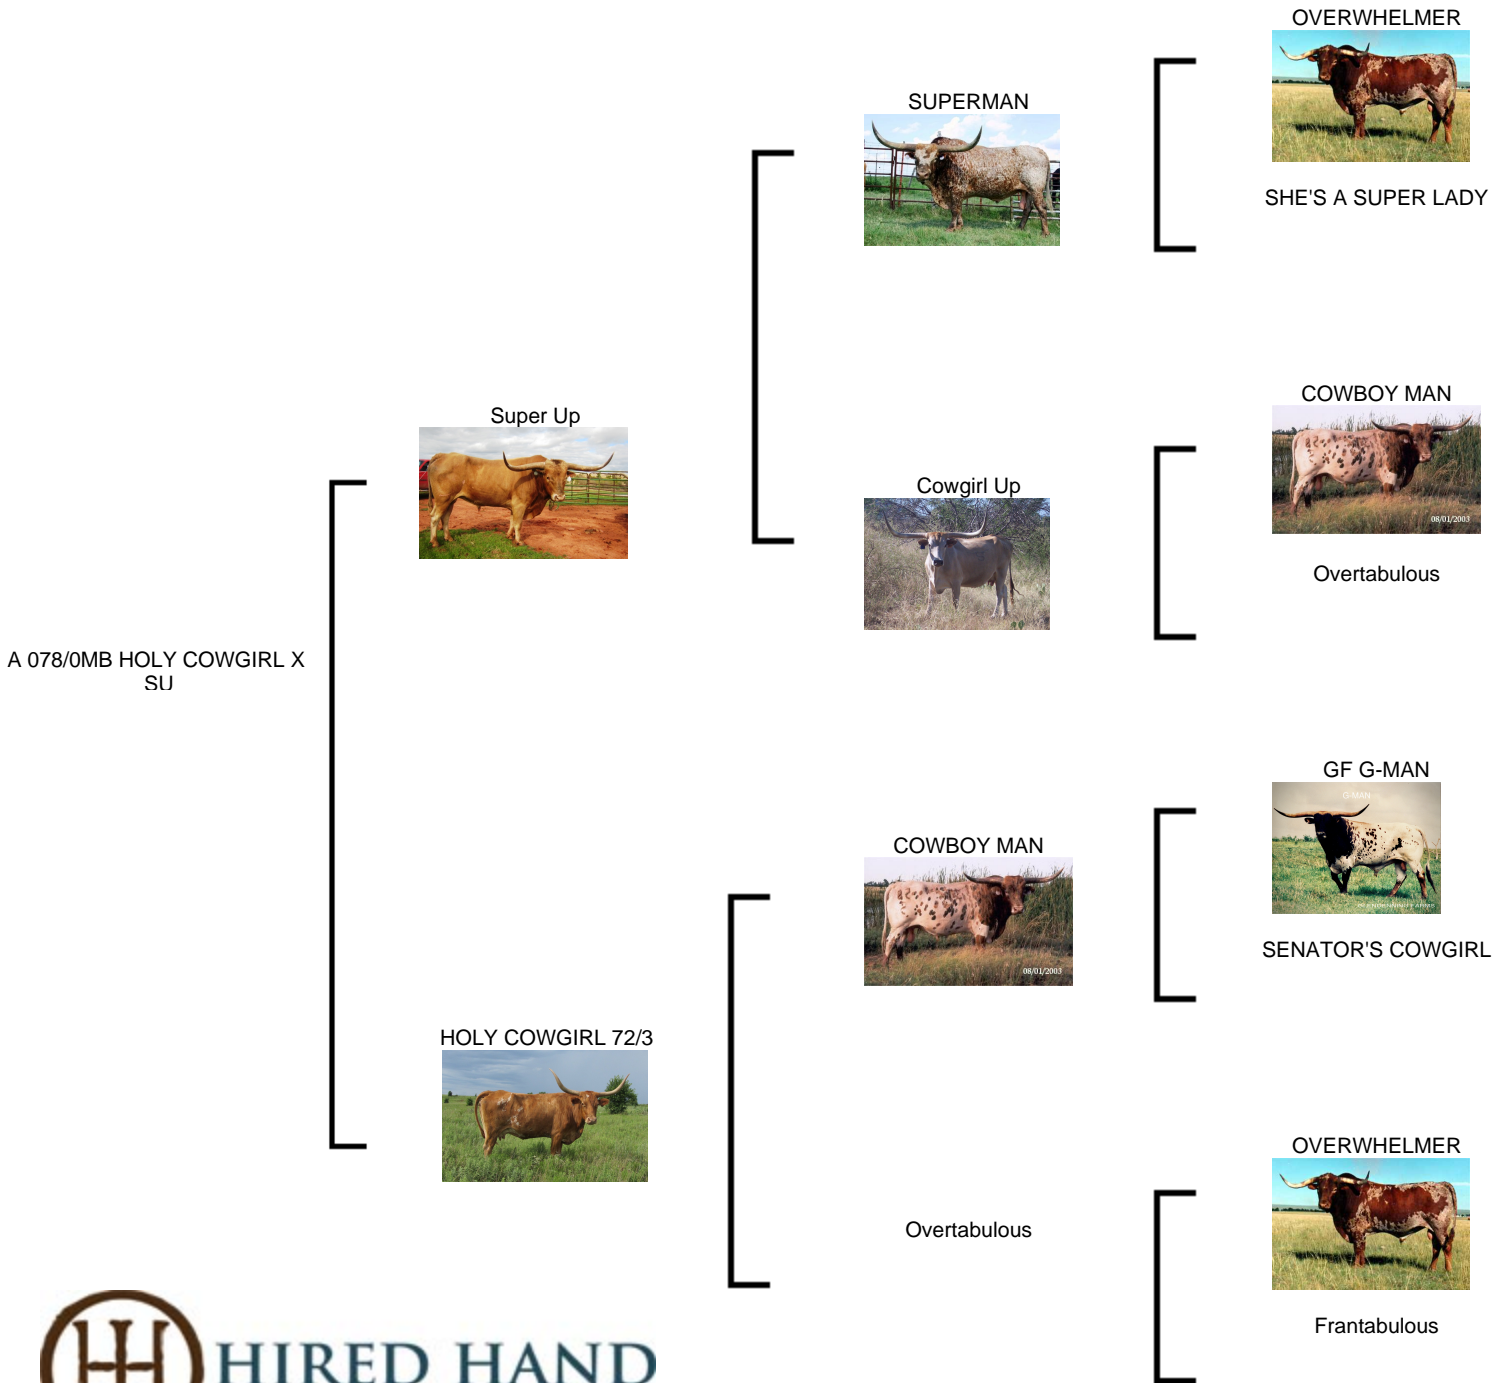 OVERWHELMER
SUPERMAN
SHE'S A SUPER LADY
COWBOY MAN
Super Up
Cowgirl Up
08/01/2003
Overtabulous
A 078/0MB HOLY COWGIRL X
SU
GF G-MAN
G-MAN
COWBOY MAN
GLENDENNING FARMS
SENATOR'S COWGIRL
08/01/2003
HOLY COWGIRL 72/3
OVERWHELMER
Overtabulous
Frantabulous
HIRED HAND